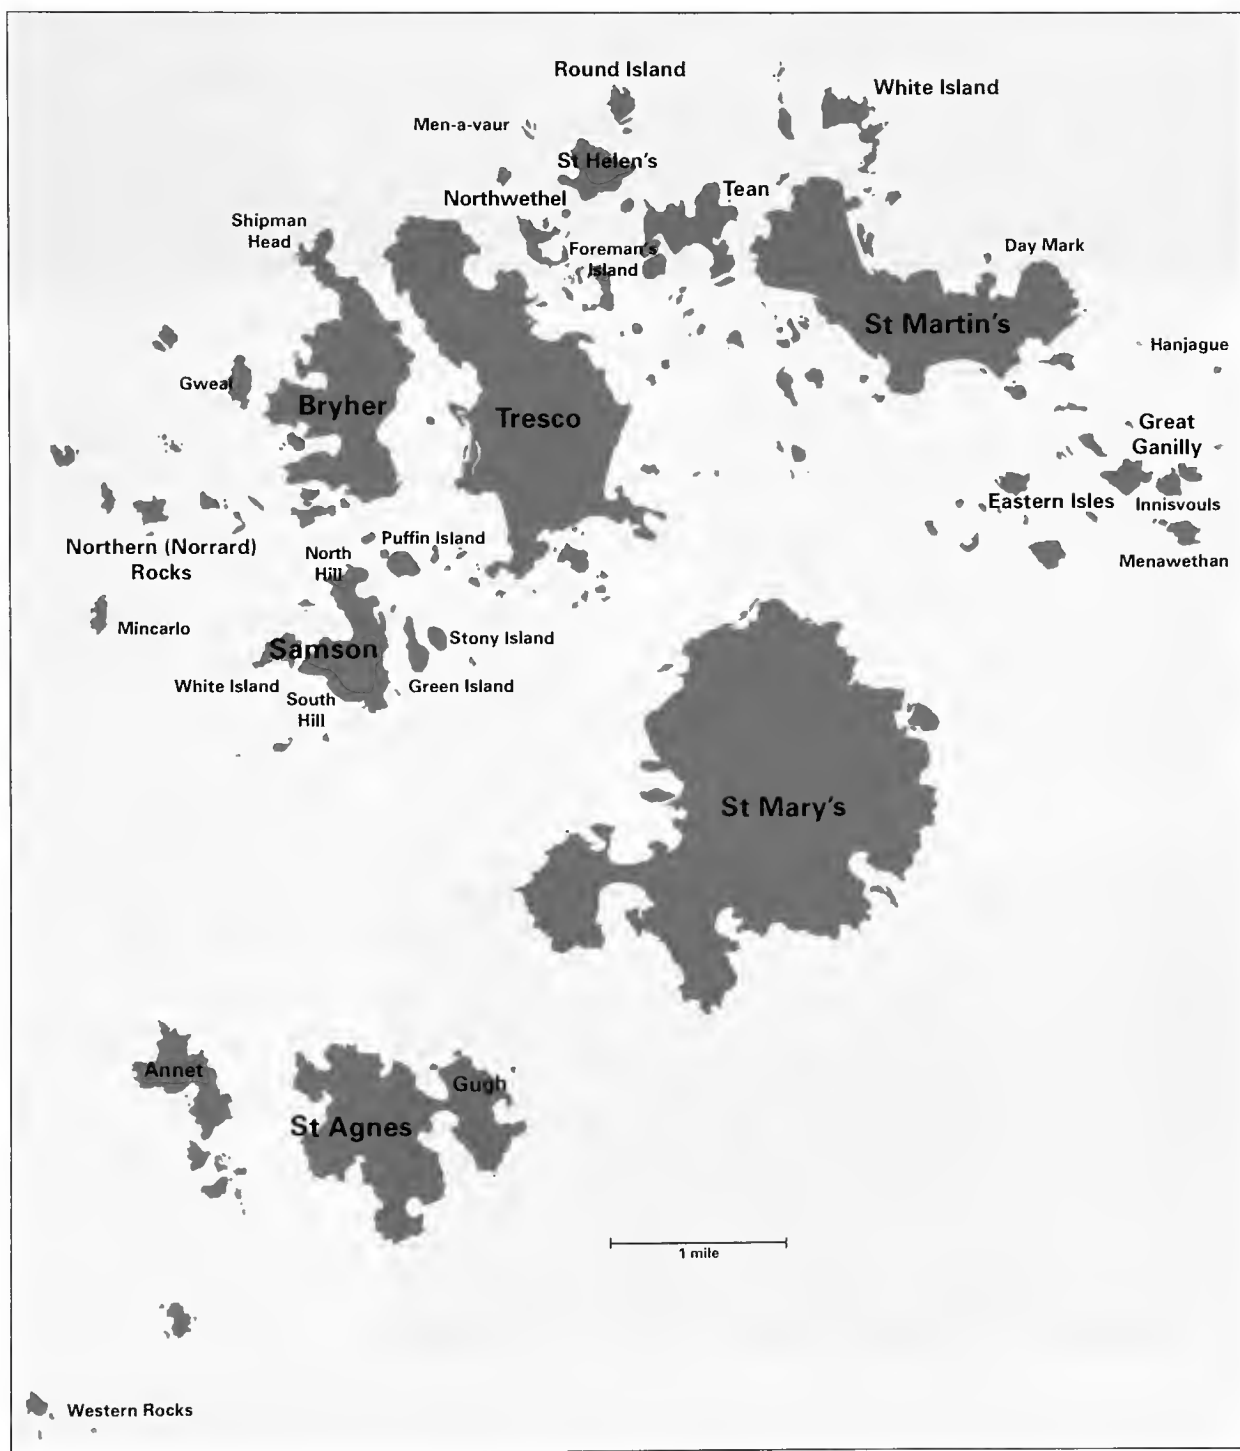 Round Island
White Island
Men-a-vaur
St Helen's
Tean
Northwethel
Shipman
Head
Foreman's
Island
Day Mark
St Martin's
Hanjague
Gweal
Bryher
Tresco
Great
Ganilly
Eastern Isles
Innisvouls
Northern (Norrard)
Rocks
Puffin Island
North
Hill
Menawethan
Mincarlo
Samson
Stony Island
White Island
South
Hill
Green Island
St Mary's
Annet
Gugh
St Agnes
1 mile
Western Rocks